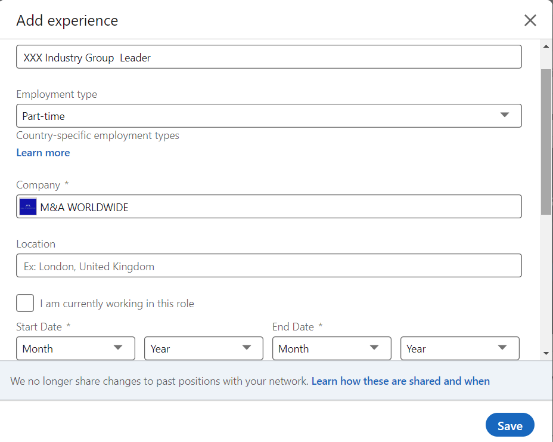 Add experience
XXX Industry Group  Leader
Employment type
Part-time
Country-specific employment types
Learn more
Company *
M&A WORLDWIDE
Location
Ex: London, United Kingdom
I am currently working in this role
Start Date * End Date *
Month Year Month Year
We no longer share changes to past positions with your network. Learn how these are shared and when
Save